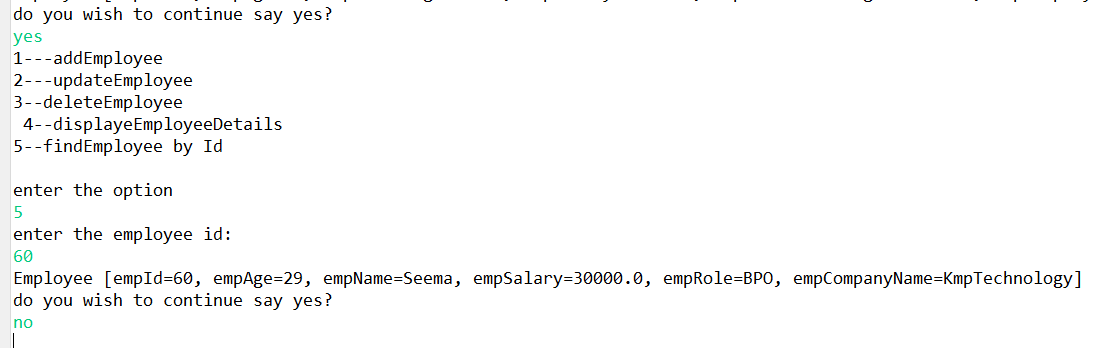 do you wish to continue say yes?
yes
1---addEmployee
2---updateEmployee
3--deleteEmployee
4--displayeEmployeeDetails
5--findEmployee by Id
enter the option
5
enter the employee id:
60
Employee [empId=60, empAge=29, empName=Seema, empSalary=30000.0, empRole=BPO, empCompanyName=KmpTechnology]
do you wish to continue say yes?
no